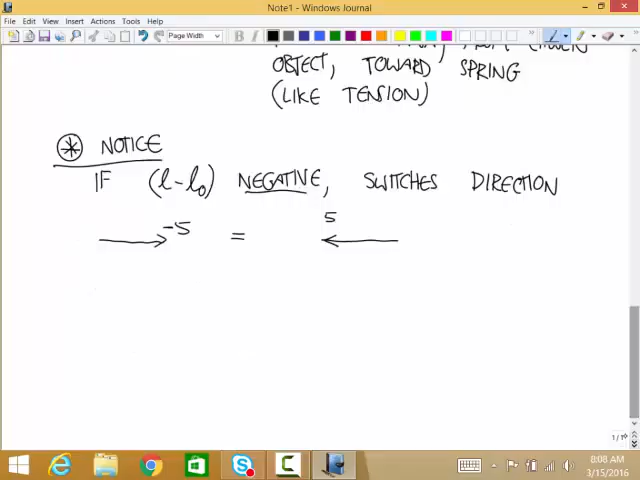 Note1 - Windows Journal
File Edit View Insert Actions Tools Help
Page Width
B I
OBJECT, TOWARD SPRING
(LIKE TENSION)
* NOTICE
IF (l-l₀) NEGATIVE, SWITCHES DIRECTION
-5 = 5
1/1
8:08 AM
3/15/2016